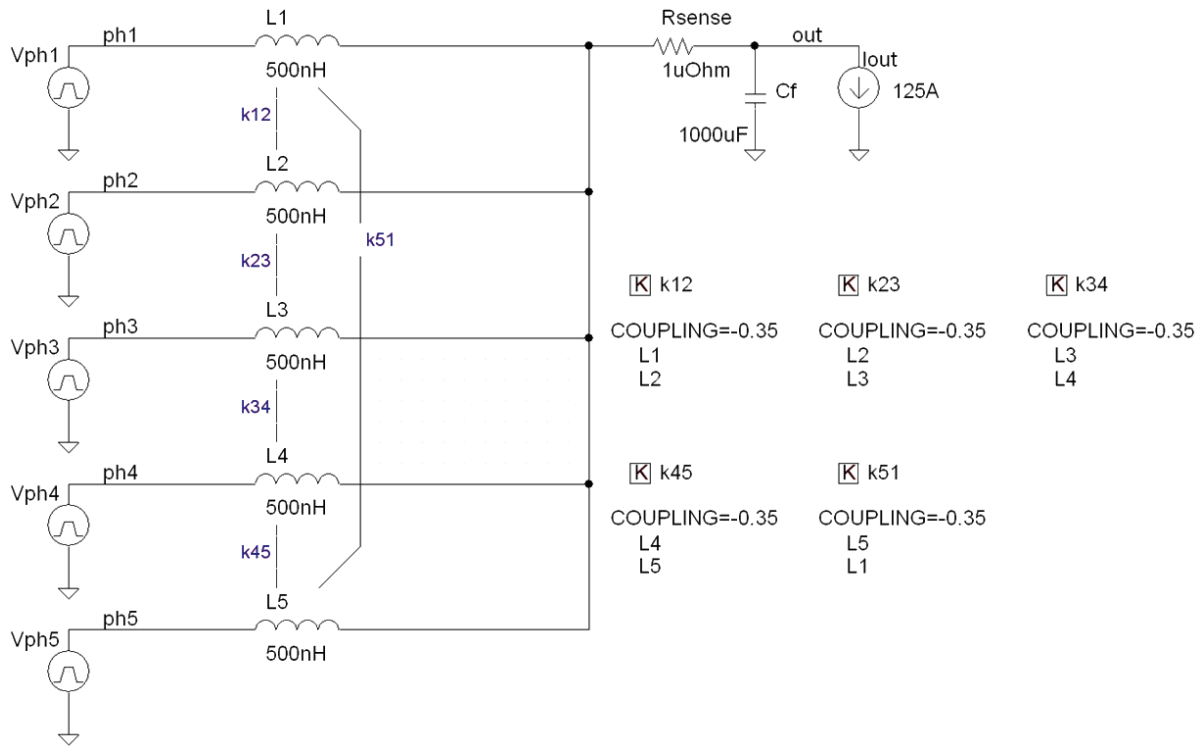 L1
Rsense
ph1
out
Vph1
Iout
500nH
1uOhm
Cf
125A
k12
1000uF
L2
ph2
Vph2
500nH
k51
k23
K k12
K k23
K k34
L3
ph3
COUPLING=-0.35
COUPLING=-0.35
COUPLING=-0.35
Vph3
L1
L2
L3
500nH
L2
L3
L4
k34
L4
ph4
K k45
K k51
Vph4
500nH
COUPLING=-0.35
COUPLING=-0.35
L4
L5
k45
L5
L1
L5
ph5
Vph5
500nH